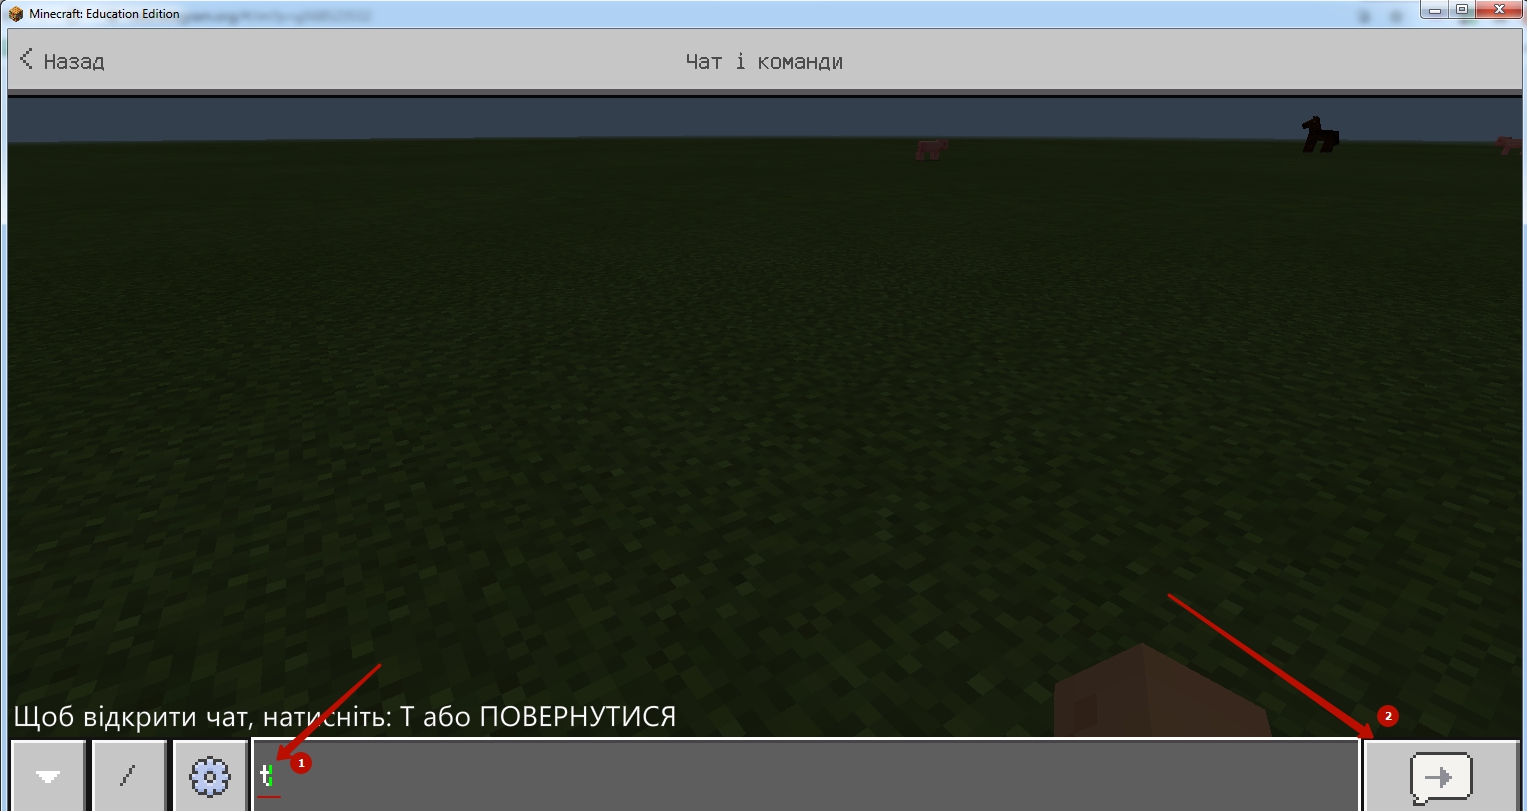 Minecraft: Education Edition
Назад
Чат і команди
Щоб відкрити чат, натисніть: T або ПОВЕРНУТИСЯ
/
t
1
2